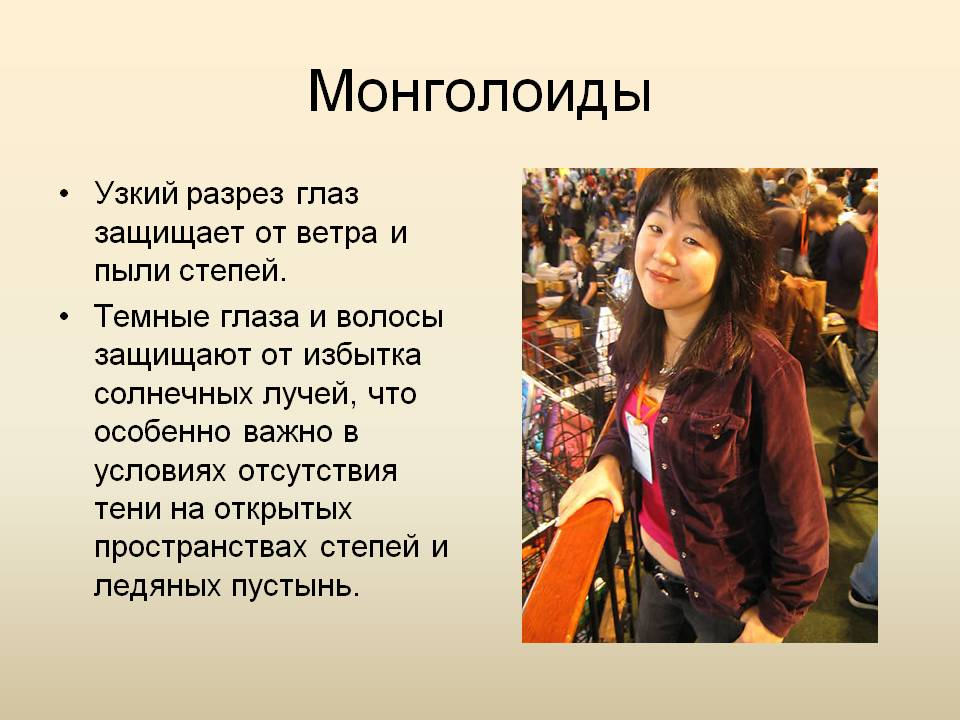 Монголоиды
• Узкий разрез глаз
защищает от ветра и
пыли степей.
• Темные глаза и волосы
защищают от избытка
солнечных лучей, что
особенно важно в
условиях отсутствия
тени на открытых
пространствах степей и
ледяных пустынь.